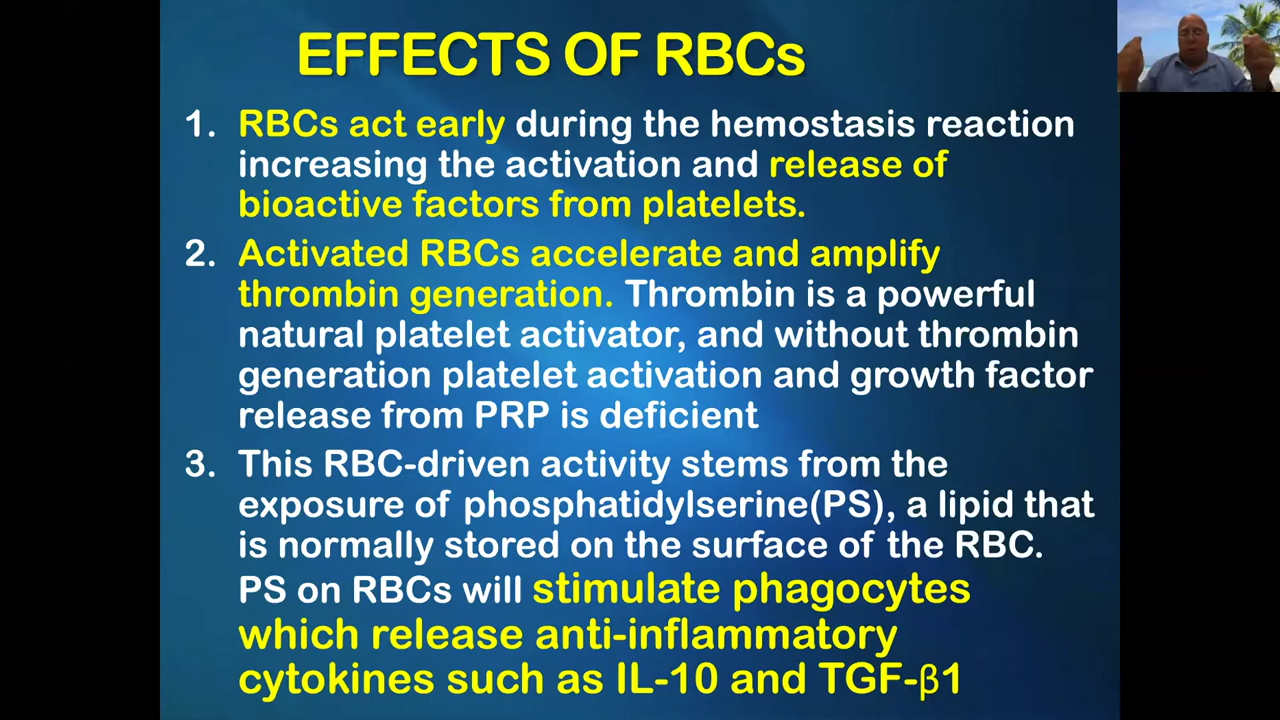 EFFECTS OF RBCs
1. RBCs act early during the hemostasis reaction
increasing the activation and release of
bioactive factors from platelets.
2. Activated RBCs accelerate and amplify
thrombin generation. Thrombin is a powerful
natural platelet activator, and without thrombin
generation platelet activation and growth factor
release from PRP is deficient
3. This RBC-driven activity stems from the
exposure of phosphatidylserine(PS), a lipid that
is normally stored on the surface of the RBC.
PS on RBCs will stimulate phagocytes
which release anti-inflammatory
cytokines such as IL-10 and TGF-β1